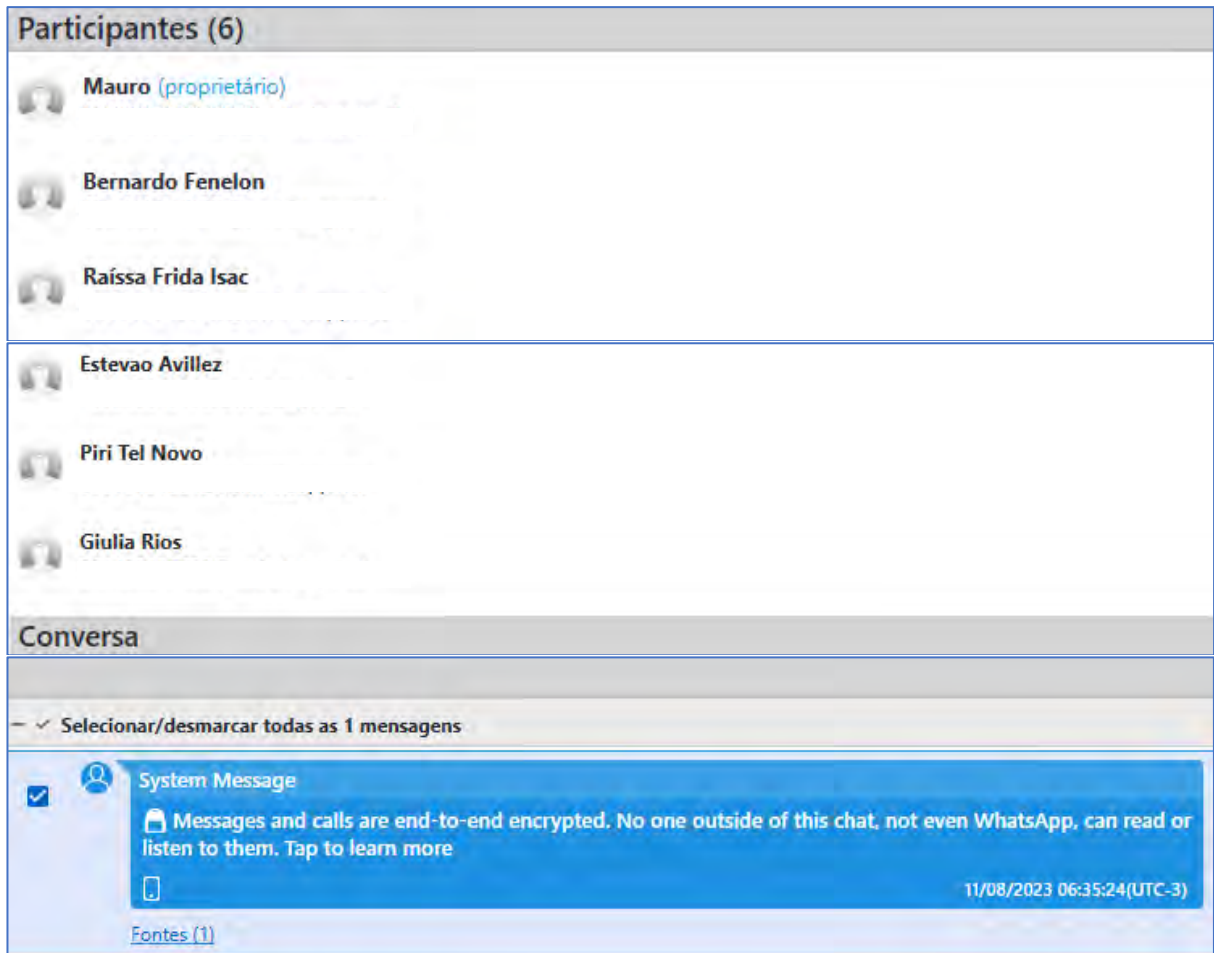 Participantes (6)
Mauro (proprietário)
Bernardo Fenelon
Raíssa Frida Isac
Estevao Avillez
Piri Tel Novo
Giulia Rios
Conversa
Selecionar/desmarcar todas as 1 mensagens
System Message
Messages and calls are end-to-end encrypted. No one outside of this chat, not even WhatsApp, can read or
listen to them. Tap to learn more
11/08/2023 06:35:24(UTC-3)
Fontes (1)